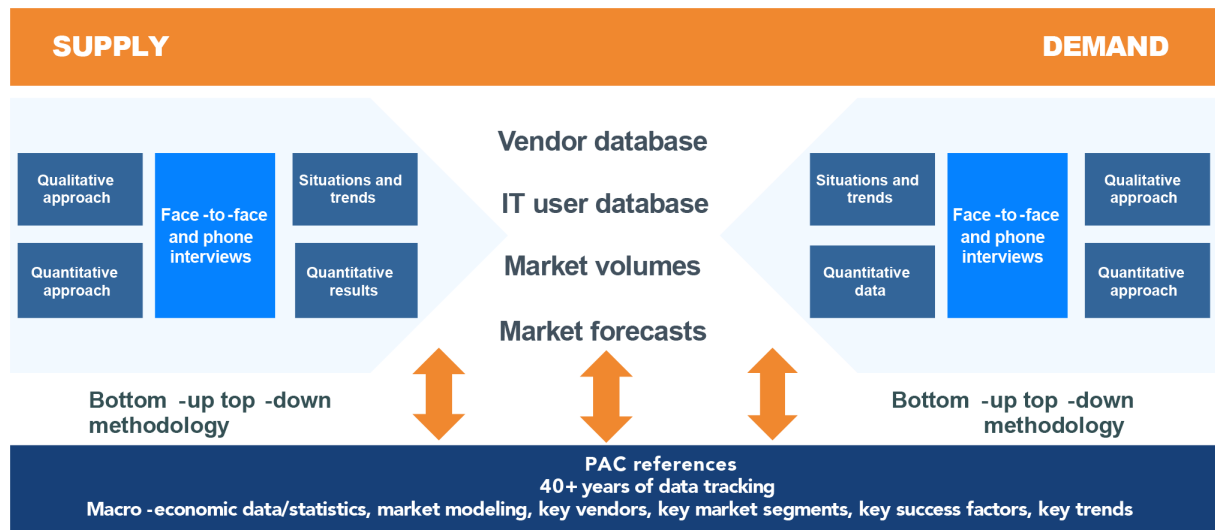 SUPPLY
DEMAND
Qualitative
approach
Quantitative
approach
Face -to-face
and phone
interviews
Situations and
trends
Quantitative
results
Vendor database
IT user database
Market volumes
Market forecasts
Situations and
trends
Quantitative
data
Face -to-face
and phone
interviews
Qualitative
approach
Quantitative
approach
Bottom -up top -down
methodology
Bottom -up top -down
methodology
PAC references
40+ years of data tracking
Macro -economic data/statistics, market modeling, key vendors, key market segments, key success factors, key trends